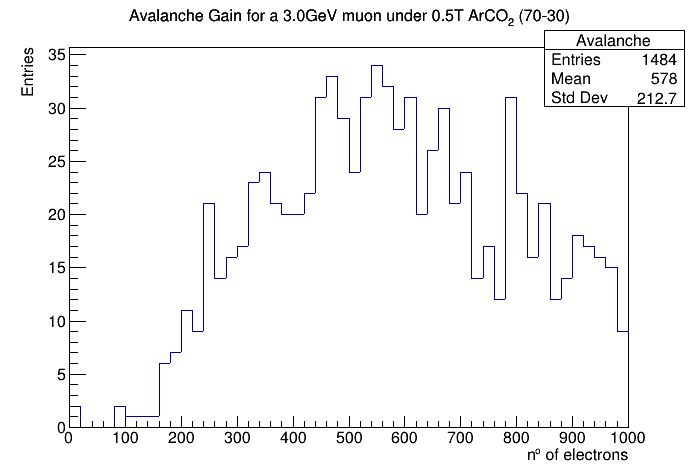 Avalanche Gain for a 3.0GeV muon under 0.5T ArCO₂ (70-30)
Avalanche
Entries 1484
Mean 578
Std Dev 212.7
Entries
35
30
25
20
15
10
5
0
0 100 200 300 400 500 600 700 800 900 1000
nº of electrons